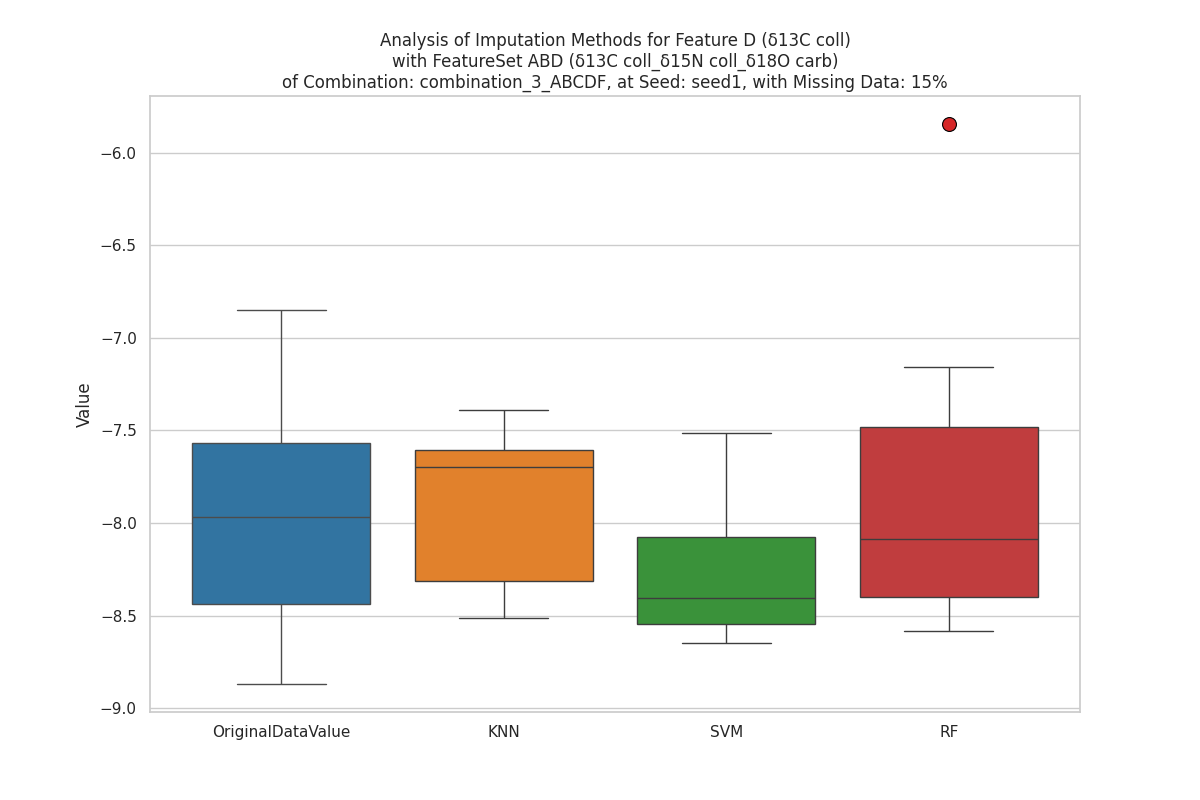 Analysis of Imputation Methods for Feature D (δ13C coll)
with FeatureSet ABD (δ13C coll_δ15N coll_δ18O carb)
of Combination: combination_3_ABCDF, at Seed: seed1, with Missing Data: 15%
−6.0
−6.5
−7.0
−7.5
−8.0
−8.5
−9.0
Value
OriginalDataValue
KNN
SVM
RF